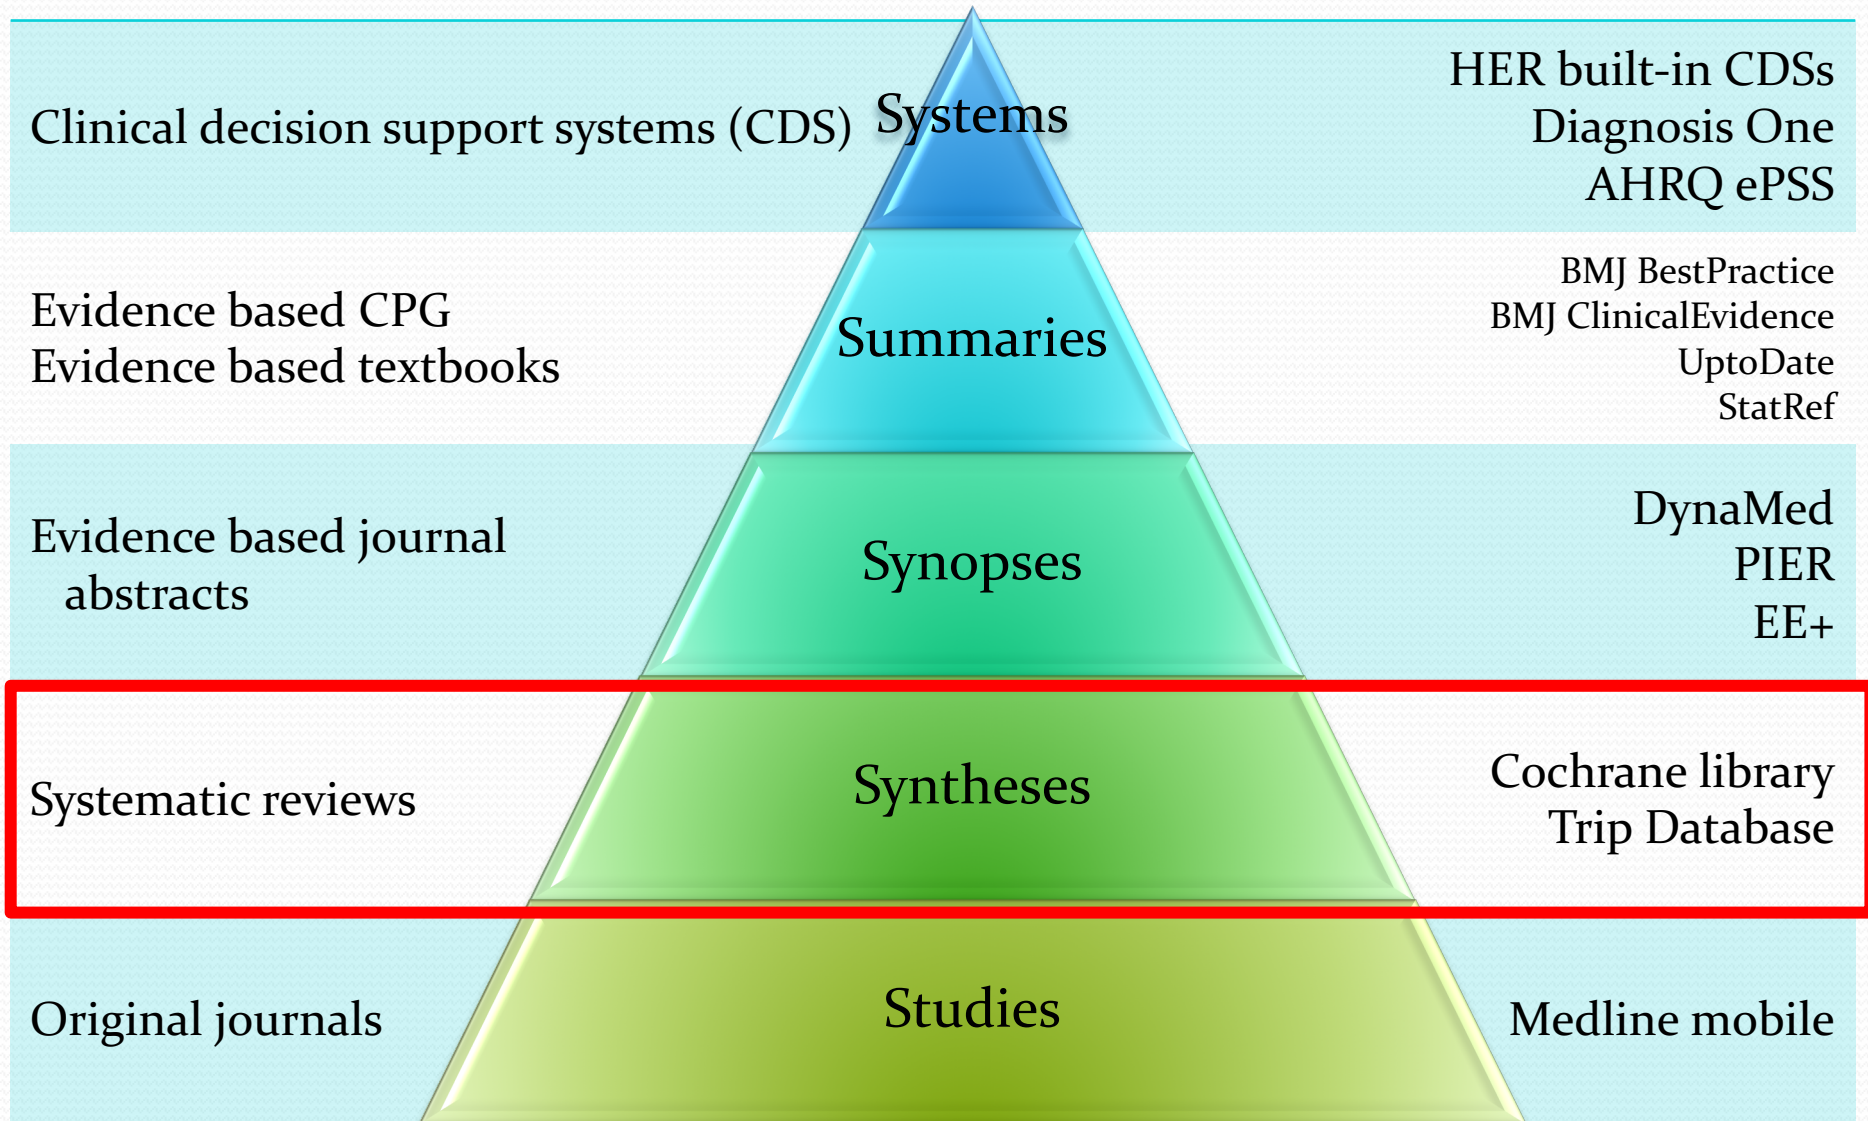 Clinical decision support systems (CDS)
Systems
HER built-in CDSs
Diagnosis One
AHRQ ePSS
Evidence based CPG
Evidence based textbooks
Summaries
BMJ BestPractice
BMJ ClinicalEvidence
UptoDate
StatRef
Evidence based journal
abstracts
Synopses
DynaMed
PIER
EE+
Systematic reviews
Syntheses
Cochrane library
Trip Database
Original journals
Studies
Medline mobile